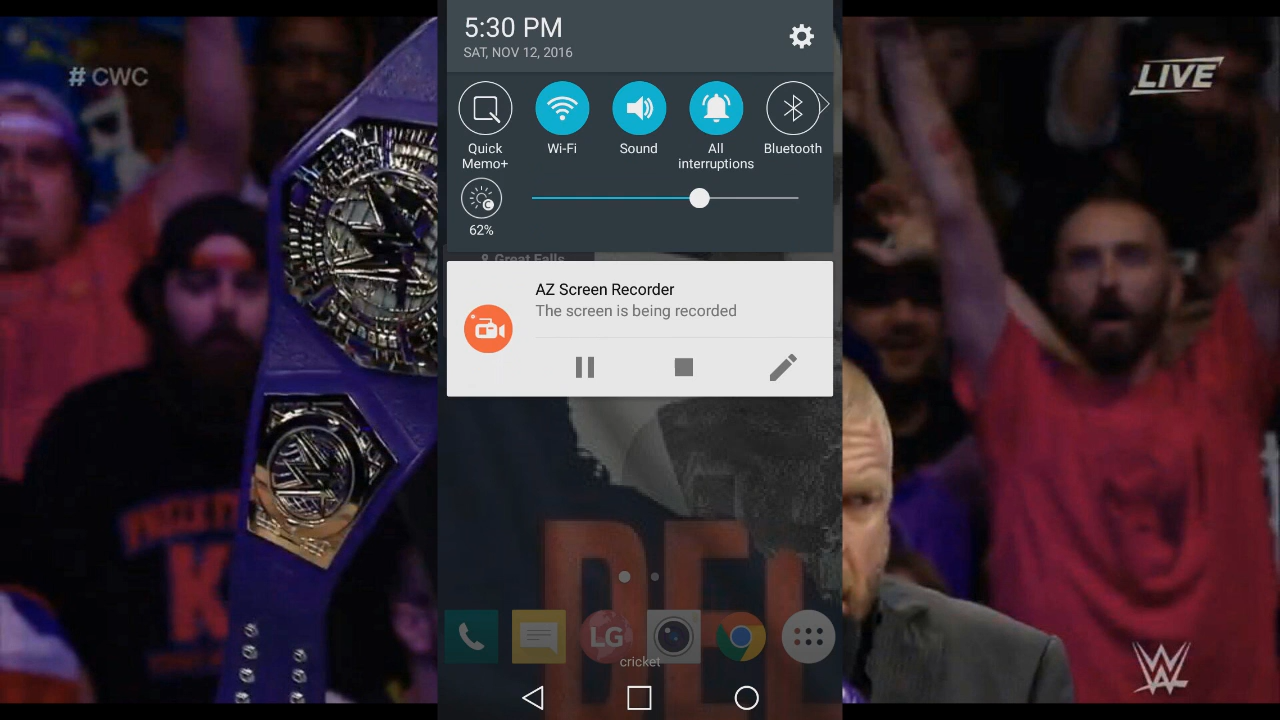 5:30 PM
SAT, NOV 12, 2016
# CWC
LIVE
Quick
Memo+
Wi-Fi
Sound
All
interruptions
Bluetooth
62%
Great Falls
AZ Screen Recorder
The screen is being recorded
K
LG
cricket